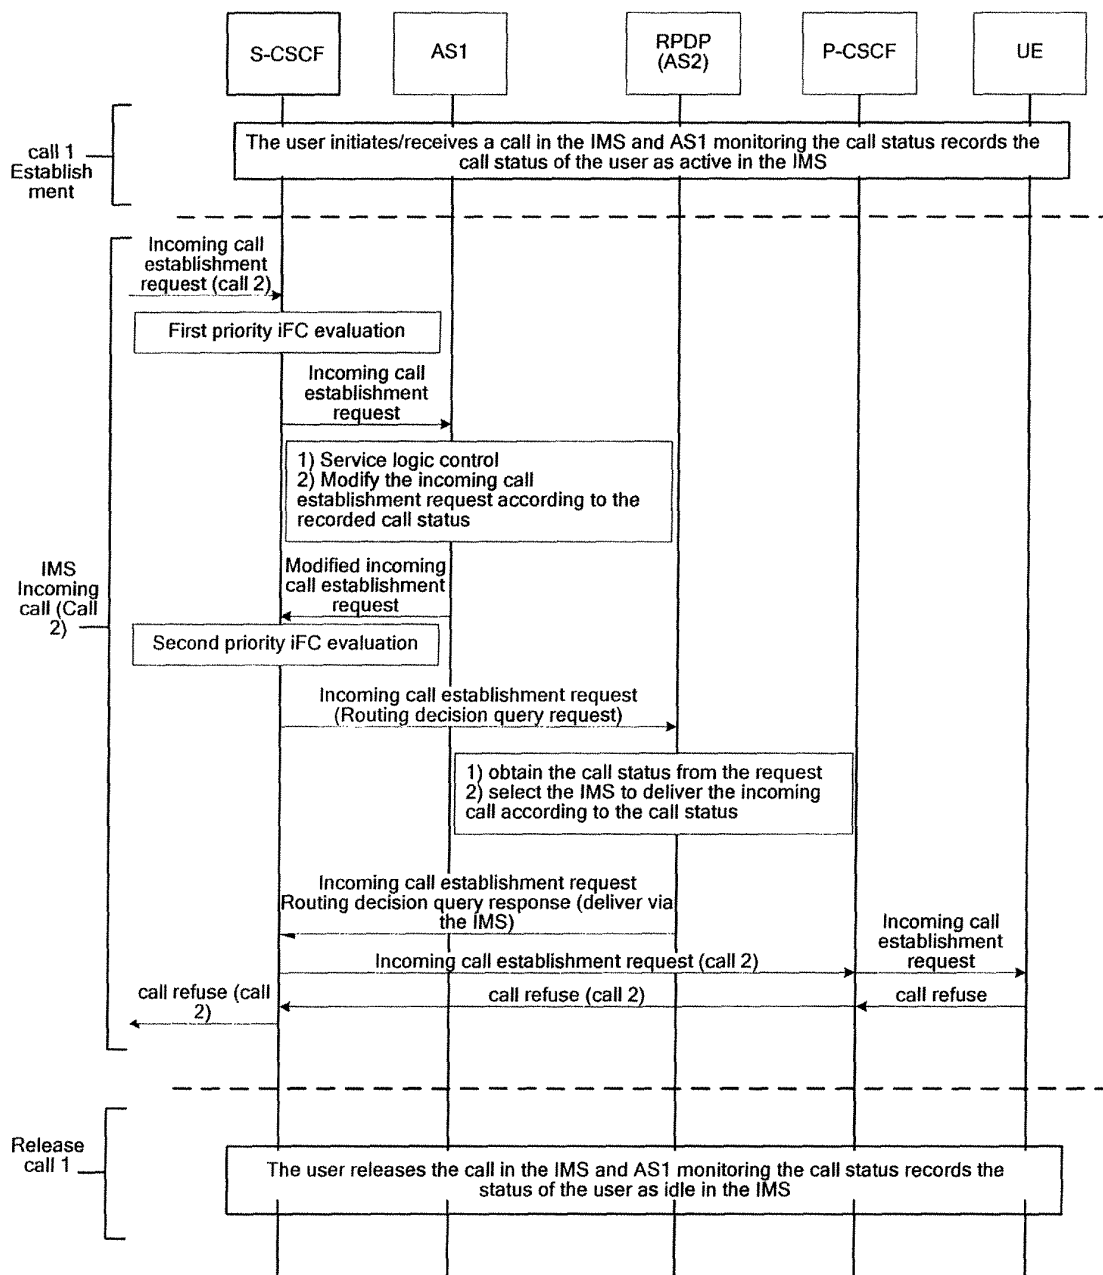 S-CSCF
AS1
RPDP
(AS2)
P-CSCF
UE
call 1
Establish
ment
The user initiates/receives a call in the IMS and AS1 monitoring the call status records the
call status of the user as active in the IMS
Incoming call
establishment
request (call 2)
First priority iFC evaluation
Incoming call
establishment
request
1) Service logic control
2) Modify the incoming call
establishment request according to the
recorded call status
IMS
Incoming
call (Call
2)
Modified incoming
call establishment
request
Second priority iFC evaluation
Incoming call establishment request
(Routing decision query request)
1) obtain the call status from the request
2) select the IMS to deliver the incoming
call according to the call status
Incoming call establishment request
Routing decision query response (deliver via
the IMS)
Incoming call establishment request (call 2)
Incoming call
establishment
request
call refuse (call
2)
call refuse (call 2)
call refuse
Release
call 1
The user releases the call in the IMS and AS1 monitoring the call status records the
status of the user as idle in the IMS